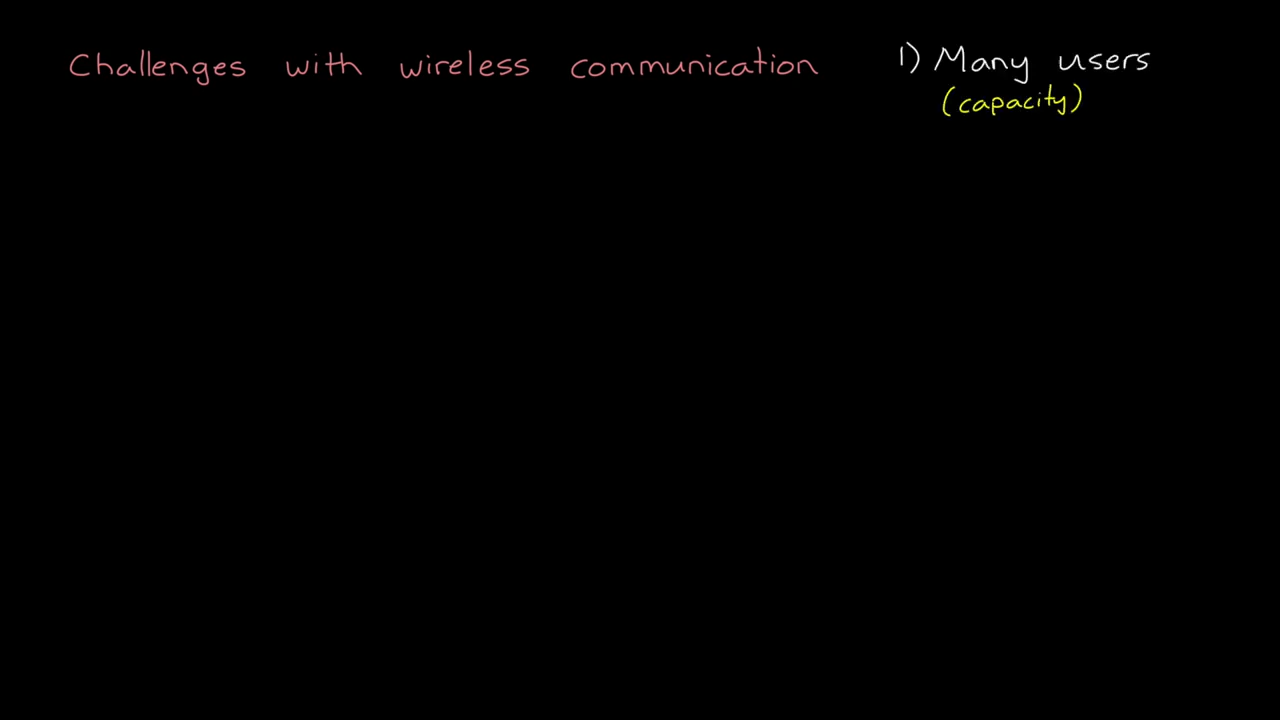 Challenges with wireless communication
1) Many users
(capacity)